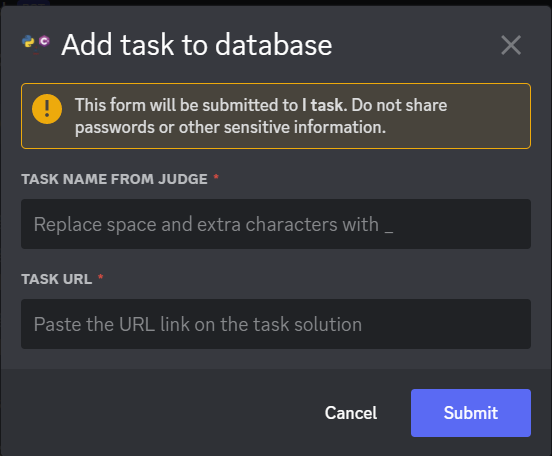 Add task to database
This form will be submitted to I task. Do not share
passwords or other sensitive information.
TASK NAME FROM JUDGE *
Replace space and extra characters with _
TASK URL *
Paste the URL link on the task solution
Cancel
Submit